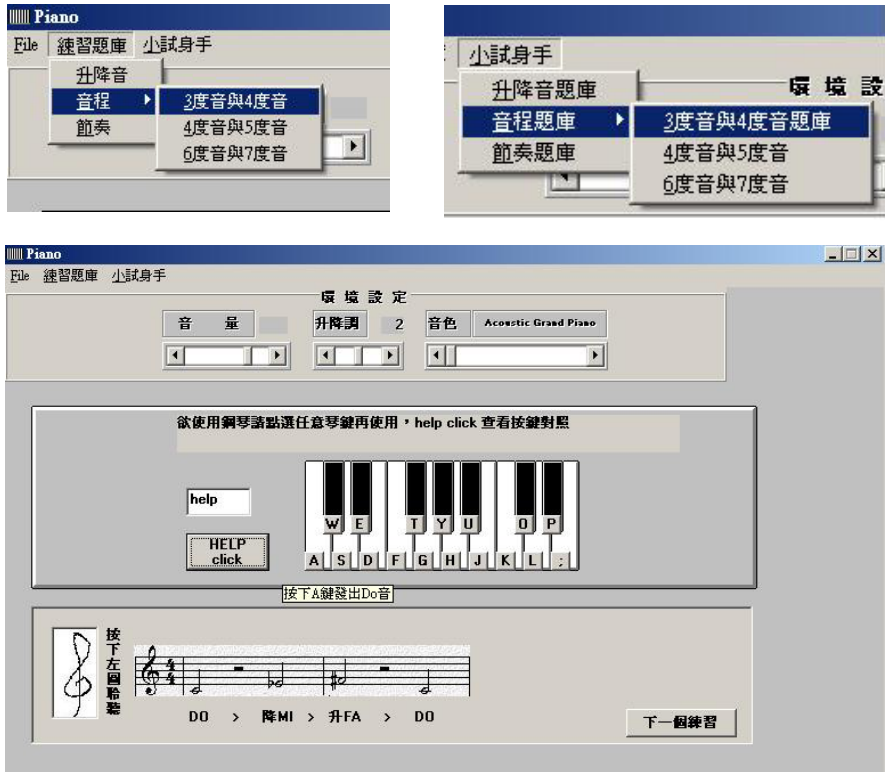 Piano
File 練習題庫 小試身手
升降音
音程
節奏
3度音與4度音
4度音與5度音
6度音與7度音
小試身手
環 境 設
升降音題庫
音程題庫
節奏題庫
3度音與4度音題庫
4度音與5度音
6度音與7度音
Piano
File 練習題庫 小試身手
環 境 設 定
音 量 升降調 2 音色 Acoustic Grand Piano
欲使用鋼琴請點選任意琴鍵再使用，help click 查看按鍵對照
help
HELP
click
W E T Y U O P
A S D F G H J K L ;
按下A鍵發出Do音
按下左圖聆聽
4
4
DO > 降MI > 升FA > DO
下一個練習